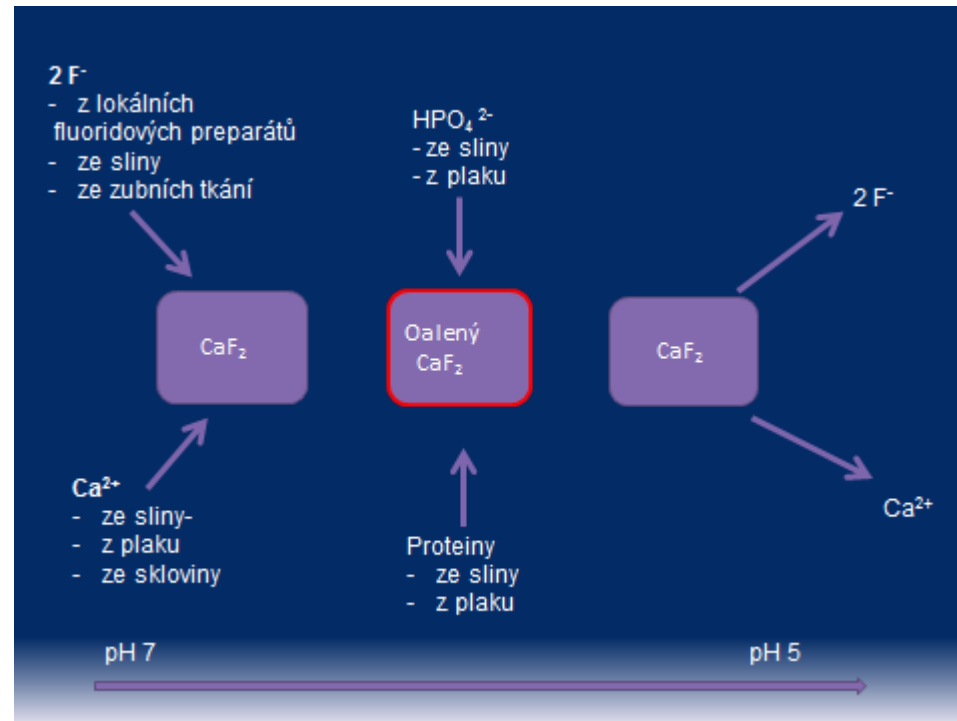 2 F-
- z lokálních
fluoridových preparátů
- ze sliny
- ze zubních tkání
HPO₄ ²⁻
- ze sliny
- z plaku
2 F-
CaF₂
Oalený
CaF₂
CaF₂
Ca²⁺
- ze sliny-
- z plaku
- ze skloviny
Proteiny
- ze sliny
- z plaku
Ca²⁺
pH 7
pH 5